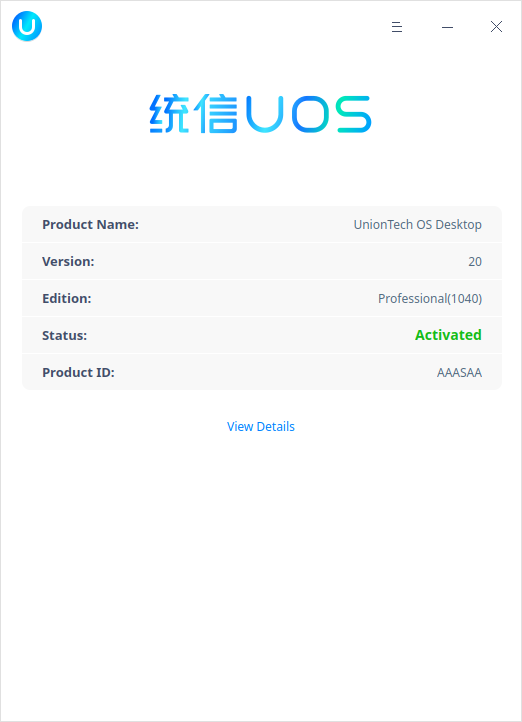 统信UOS
Product Name: UnionTech OS Desktop
Version: 20
Edition: Professional(1040)
Status: Activated
Product ID: AAASAA
View Details